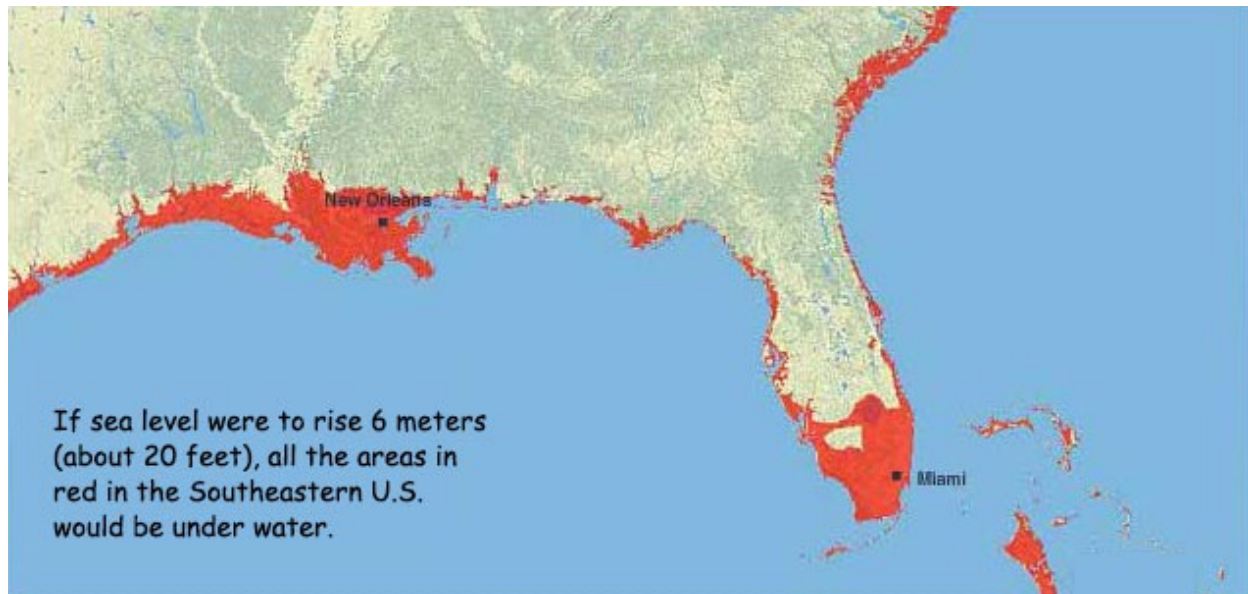 New Orleans
Miami
If sea level were to rise 6 meters
(about 20 feet), all the areas in
red in the Southeastern U.S.
would be under water.